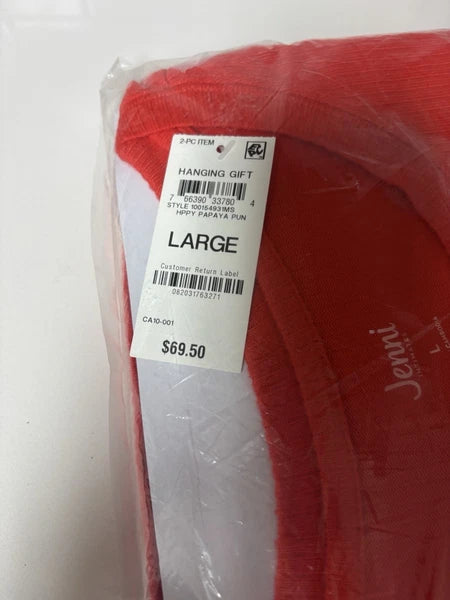 2-PC ITEM
HANGING GIFT
7 66390 33780 4
STYLE 100164931MS
HPPY PAPAYA PUN
LARGE
Customer Return Label
082031763271
CA10-001
$69.50
Jenni
L